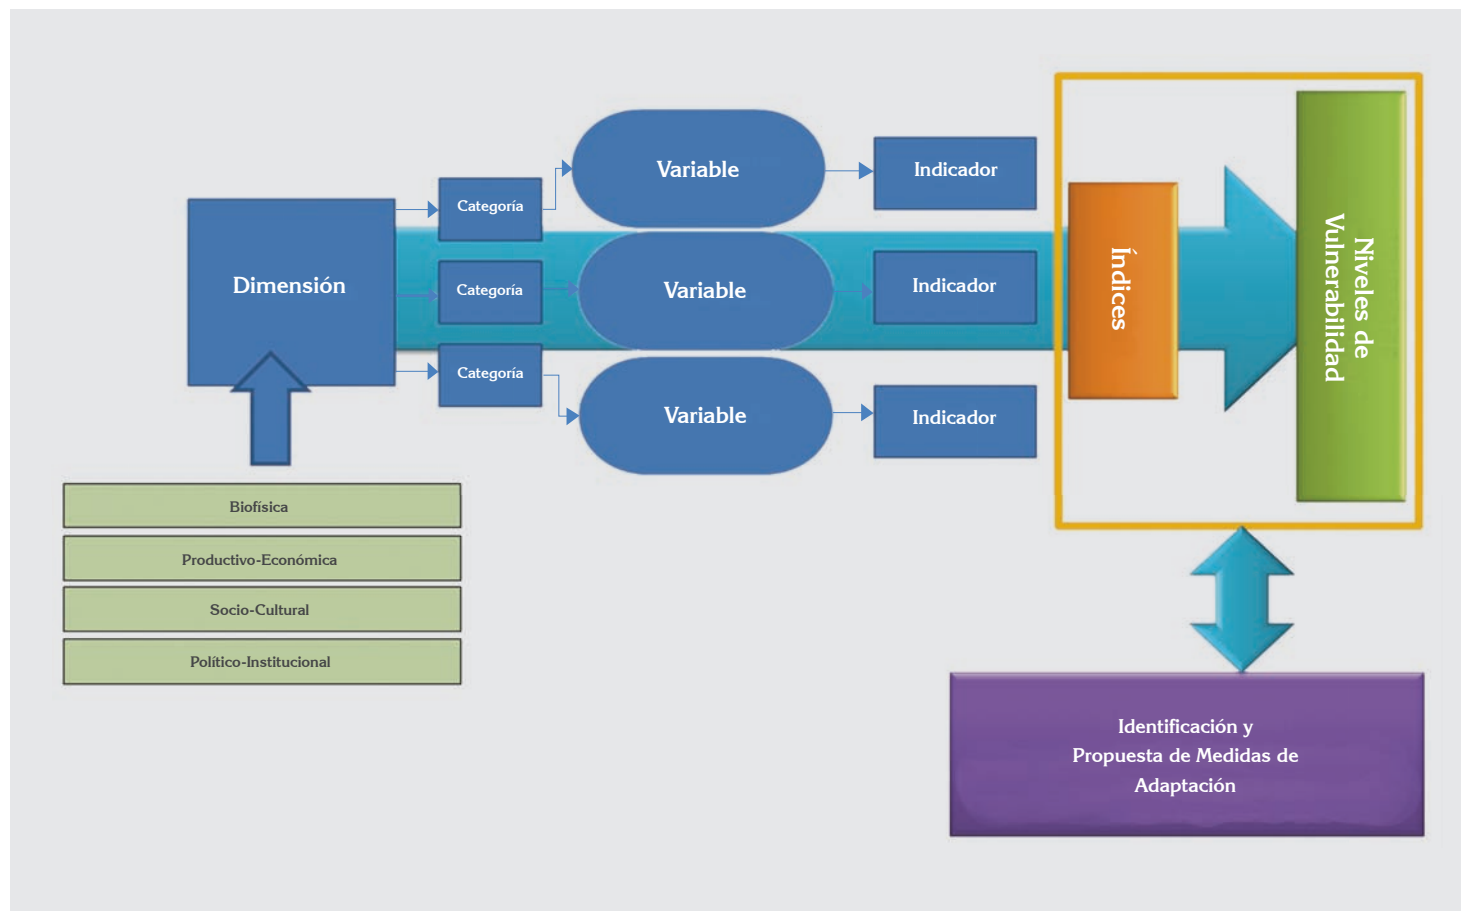 Dimensión
Categoría
Categoría
Categoría
Variable
Variable
Variable
Indicador
Indicador
Indicador
Índices
Niveles de
Vulnerabilidad
Biofísica
Productivo-Económica
Socio-Cultural
Político-Institucional
Identificación y
Propuesta de Medidas de
Adaptación